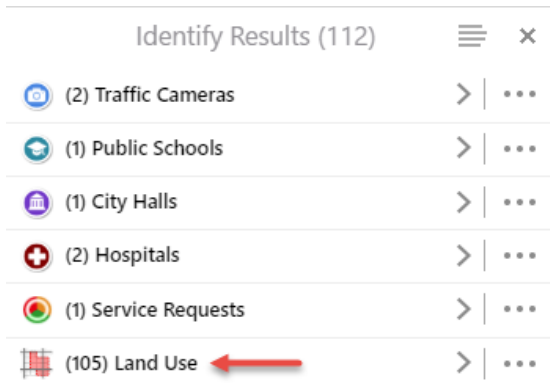 Identify Results (112)
(2) Traffic Cameras
(1) Public Schools
(1) City Halls
(2) Hospitals
(1) Service Requests
(105) Land Use